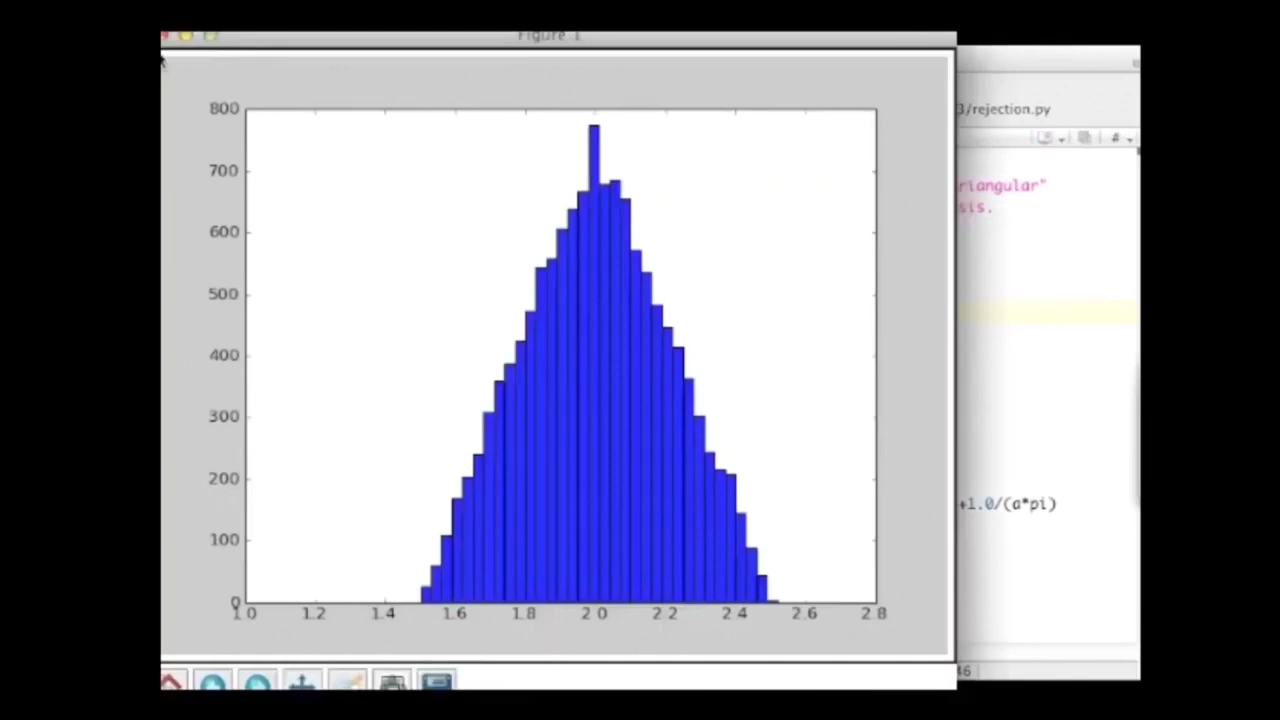 Figure 1
3/rejection.py
#
riangular"
sis.
+1.0/(a*pi)
46
800
700
600
500
400
300
200
100
0
1.0 1.2 1.4 1.6 1.8 2.0 2.2 2.4 2.6 2.8